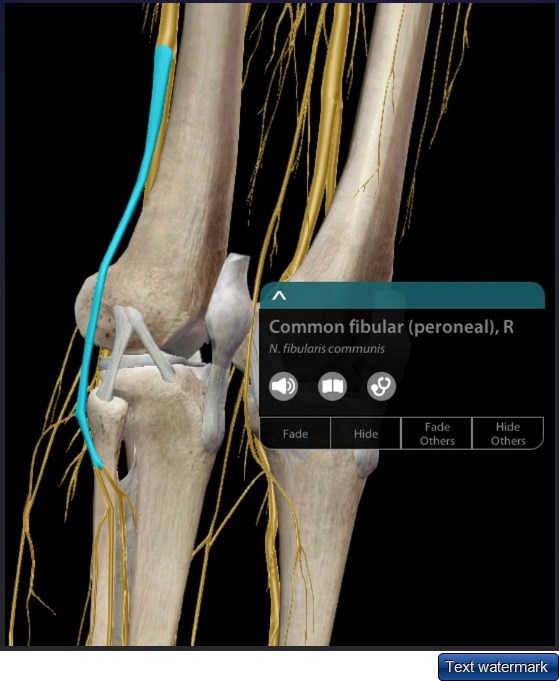 Common fibular (peroneal), R
N. fibularis communis
Fade
Hide
Fade
Others
Hide
Others
Text watermark